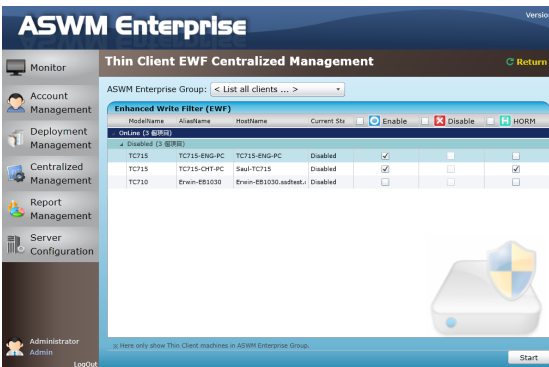 ASWM Enterprise
Versio
Monitor
Account
Management
Deployment
Management
Centralized
Management
Report
Management
Server
Configuration
Administrator
Admin
LogOut
Thin Client EWF Centralized Management
Return
ASWM Enterprise Group: < List all clients ... >
Enhanced Write Filter (EWF)
ModelName AliasName HostName Current Sta Enable Disable HORM
OnLine (3 個項目)
Disabled (3 個項目)
TC715 TC715-ENG-PC TC715-ENG-PC Disabled
TC715 TC715-CHT-PC Saul-TC715 Disabled
TC710 Erwin-EB1030 Erwin-EB1030.ssdtest.c Disabled
※ Here only show Thin Client machines in ASWM Enterprise Group.
Start